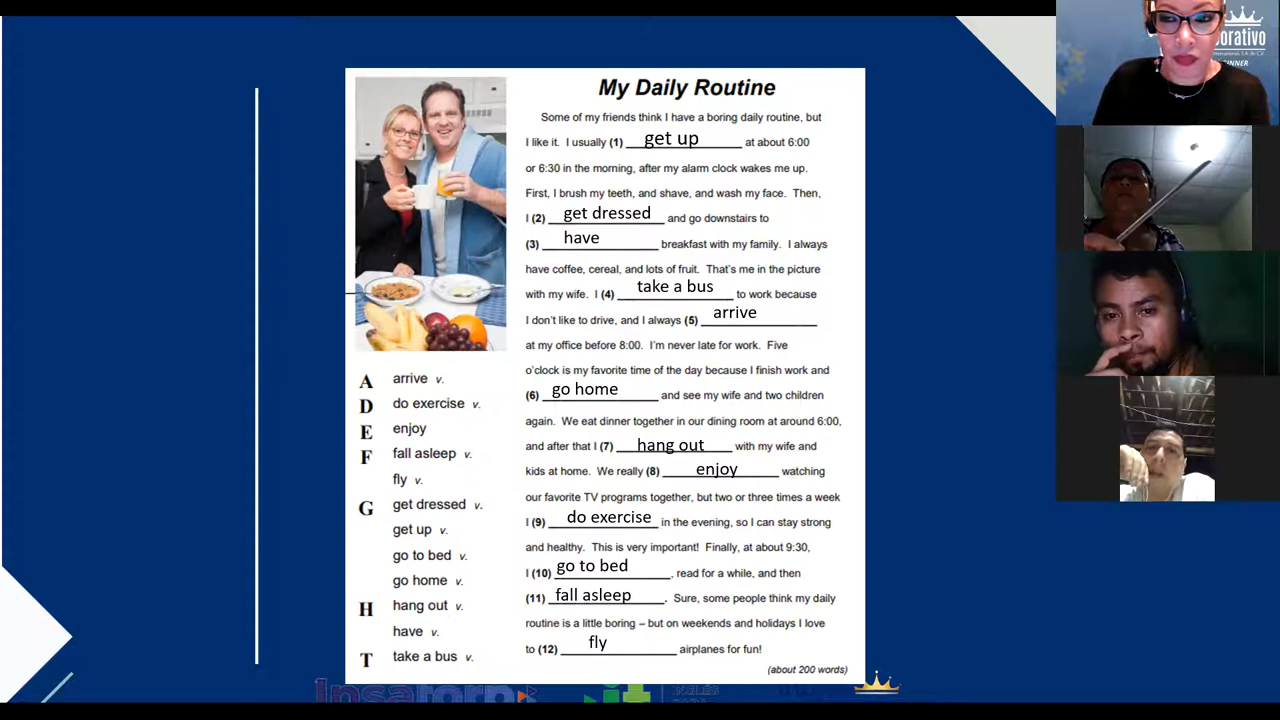 My Daily Routine
Some of my friends think I have a boring daily routine, but
I like it. I usually (1) get up at about 6:00
or 6:30 in the morning, after my alarm clock wakes me up.
First, I brush my teeth, and shave, and wash my face. Then,
I (2) get dressed and go downstairs to
(3) have breakfast with my family. I always
have coffee, cereal, and lots of fruit. That's me in the picture
with my wife. I (4) take a bus to work because
I don't like to drive, and I always (5) arrive
at my office before 8:00. I'm never late for work. Five
o'clock is my favorite time of the day because I finish work and
(6) go home and see my wife and two children
again. We eat dinner together in our dining room at around 6:00,
and after that I (7) hang out with my wife and
kids at home. We really (8) enjoy watching
our favorite TV programs together, but two or three times a week
I (9) do exercise in the evening, so I can stay strong
and healthy. This is very important! Finally, at about 9:30,
I (10) go to bed, read for a while, and then
(11) fall asleep. Sure, some people think my daily
routine is a little boring – but on weekends and holidays I love
to (12) fly airplanes for fun!
(about 200 words)
A arrive v.
D do exercise v.
E enjoy
F fall asleep v.
fly v.
G get dressed v.
get up v.
go to bed v.
go home v.
H hang out v.
have v.
T take a bus v.
orativo
INNER